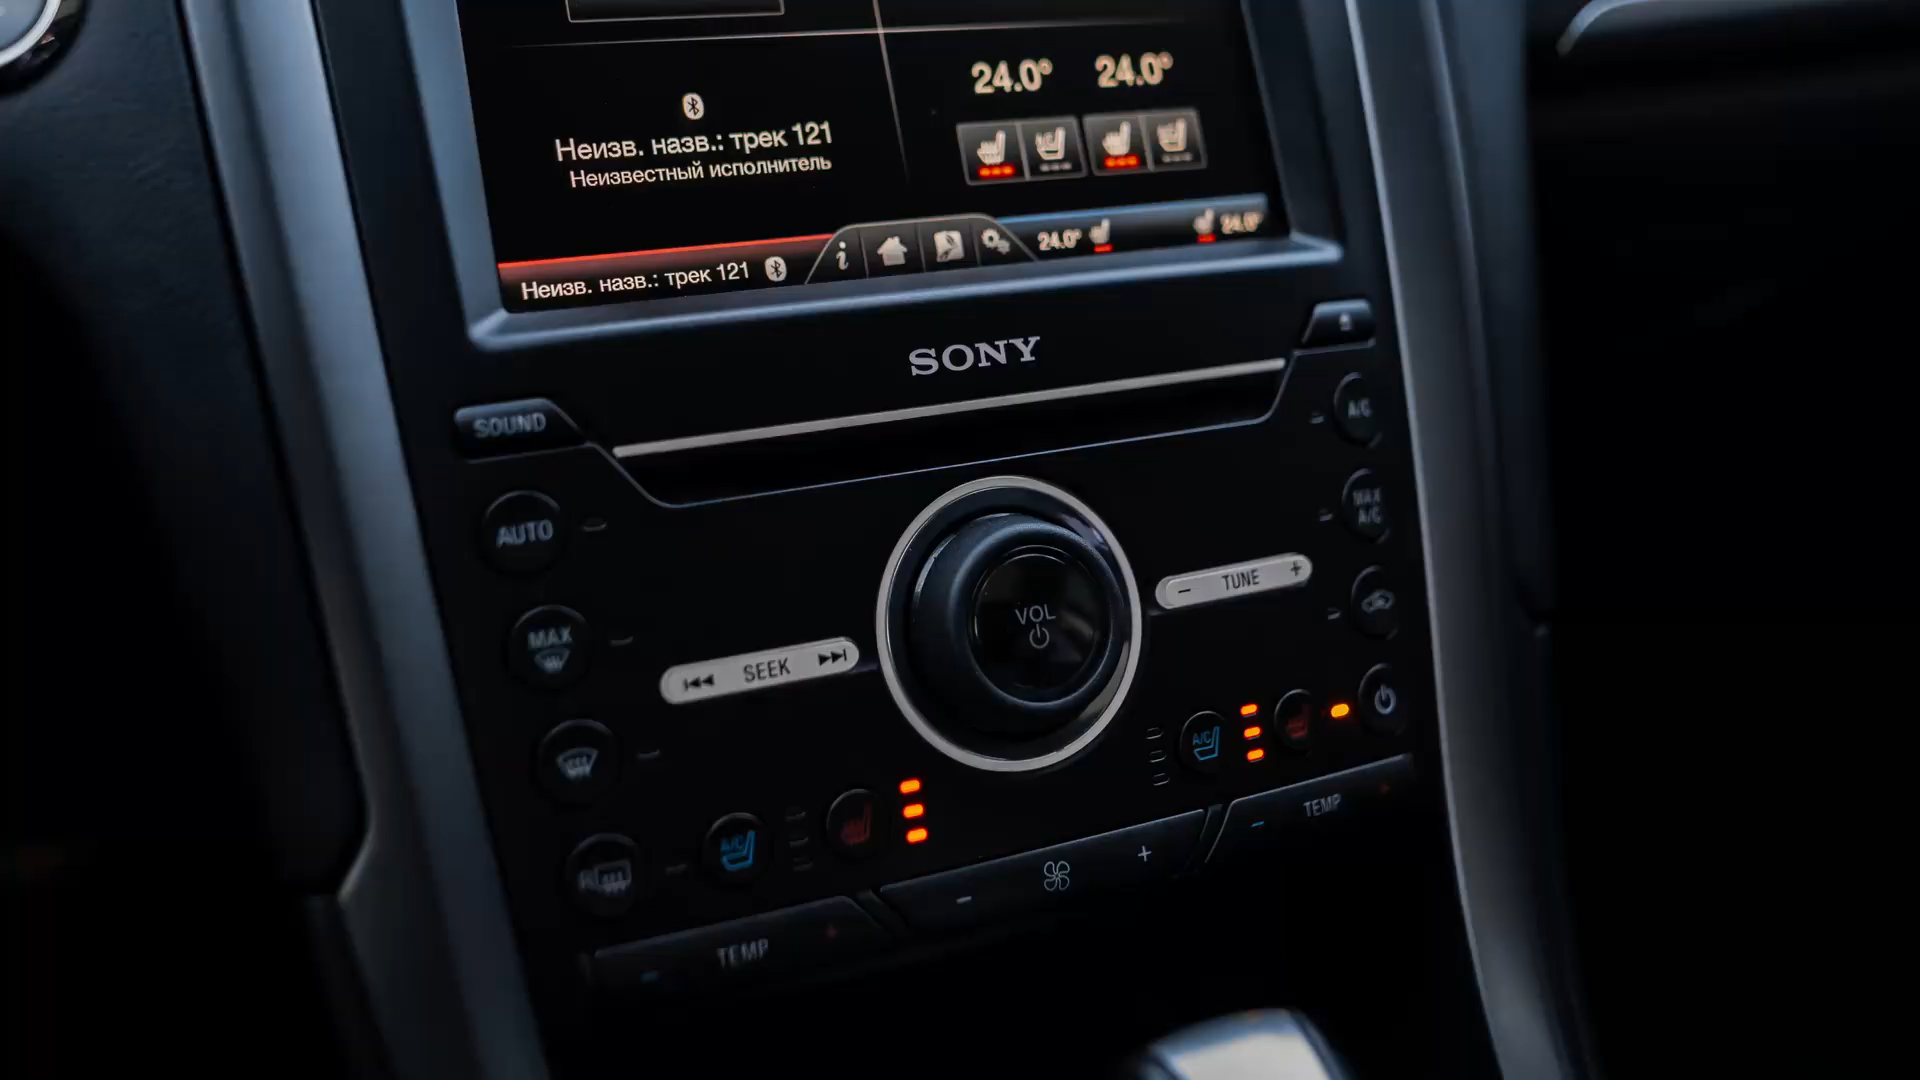 24.0° 24.0°
Неизв. назв.: трек 121
Неизвестный исполнитель
Неизв. назв.: трек 121
24.0°
24.0°
SONY
SOUND
A/C
AUTO
MAX
A/C
− TUNE +
VOL
MAX
SEEK
A/C
A/C
R
− TEMP
− +
− TEMP +